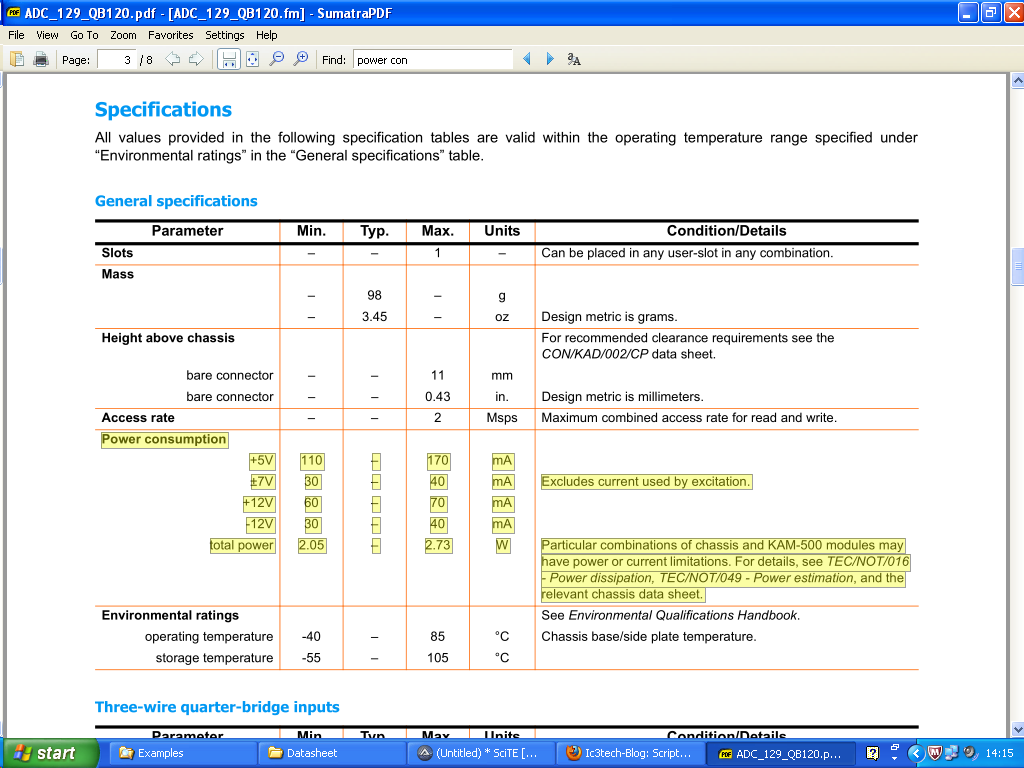 ADC_129_QB120.pdf - [ADC_129_QB120.fm] - SumatraPDF
File View Go To Zoom Favorites Settings Help
Page: 3 / 8 Find: power con
Specifications
All values provided in the following specification tables are valid within the operating temperature range specified under
“Environmental ratings” in the “General specifications” table.
General specifications
Parameter Min. Typ. Max. Units Condition/Details
Slots – – 1 – Can be placed in any user-slot in any combination.
Mass
– 98 – g
– 3.45 – oz Design metric is grams.
Height above chassis For recommended clearance requirements see the
CON/KAD/002/CP data sheet.
bare connector – – 11 mm
bare connector – – 0.43 in. Design metric is millimeters.
Access rate – – 2 Msps Maximum combined access rate for read and write.
Power consumption
+5V 110 – 170 mA
±7V 30 – 40 mA Excludes current used by excitation.
+12V 60 – 70 mA
-12V 30 – 40 mA
total power 2.05 – 2.73 W Particular combinations of chassis and KAM-500 modules may
have power or current limitations. For details, see TEC/NOT/016
- Power dissipation, TEC/NOT/049 - Power estimation, and the
relevant chassis data sheet.
Environmental ratings See Environmental Qualifications Handbook.
operating temperature -40 – 85 °C Chassis base/side plate temperature.
storage temperature -55 – 105 °C
Three-wire quarter-bridge inputs
Parameter Min. Typ. Max. Units Condition/Details
start Examples Datasheet (Untitled) * SciTE [... Ic3tech-Blog: Script... ADC_129_QB120.p... 14:15